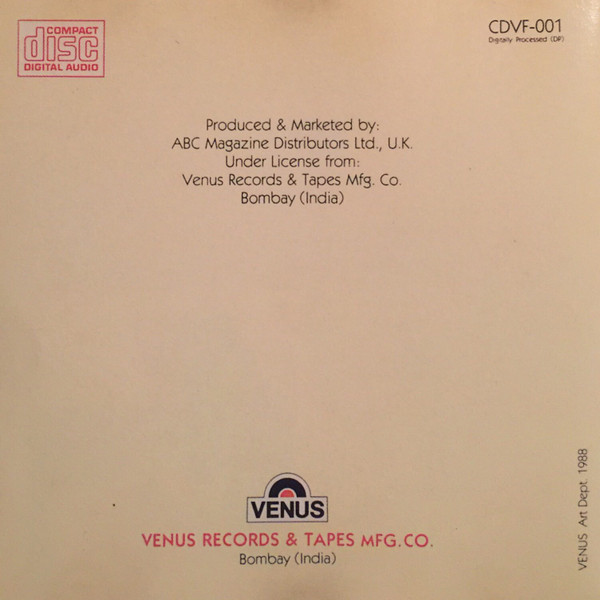 COMPACT
disc
DIGITAL AUDIO
CDVF-001
Digitally Processed (DP)
Produced & Marketed by:
ABC Magazine Distributors Ltd., U.K.
Under License from:
Venus Records & Tapes Mfg. Co.
Bombay (India)
VENUS
VENUS RECORDS & TAPES MFG.CO.
Bombay (India)
VENUS Art Dept. 1988